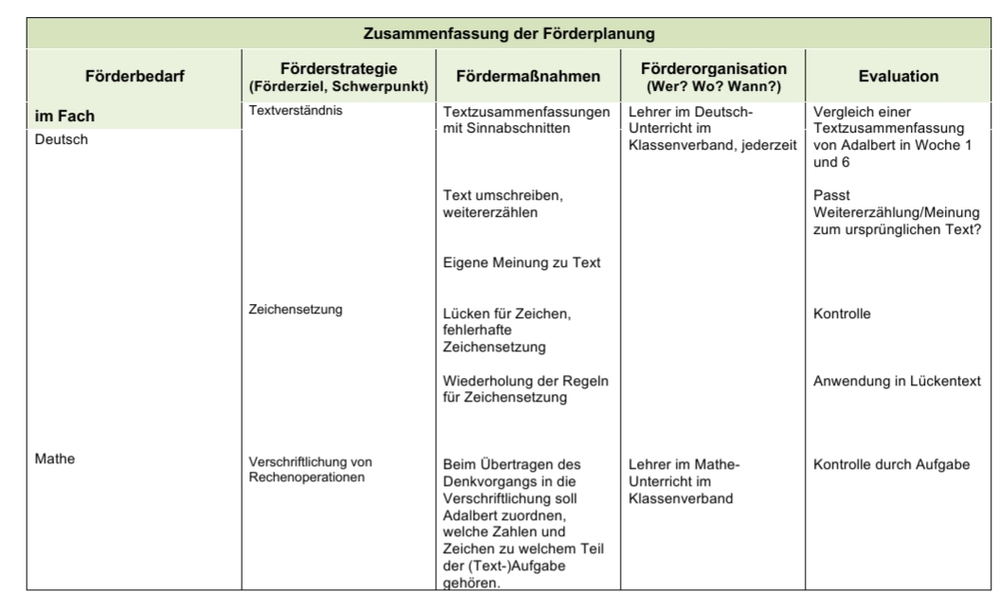 Zusammenfassung der Förderplanung
Förderbedarf
Förderstrategie
(Förderziel, Schwerpunkt)
Fördermaßnahmen
Förderorganisation
(Wer? Wo? Wann?)
Evaluation
im Fach
Deutsch
Textverständnis
Textzusammenfassungen
mit Sinnabschnitten
Lehrer im Deutsch-
Unterricht im
Klassenverband, jederzeit
Vergleich einer
Textzusammenfassung
von Adalbert in Woche 1
und 6
Text umschreiben,
weitererzählen
Passt
Weitererzählung/Meinung
zum ursprünglichen Text?
Eigene Meinung zu Text
Zeichensetzung
Lücken für Zeichen,
fehlerhafte
Zeichensetzung
Kontrolle
Wiederholung der Regeln
für Zeichensetzung
Anwendung in Lückentext
Mathe
Verschriftlichung von
Rechenoperationen
Beim Übertragen des
Denkvorgangs in die
Verschriftlichung soll
Adalbert zuordnen,
welche Zahlen und
Zeichen zu welchem Teil
der (Text-)Aufgabe
gehören.
Lehrer im Mathe-
Unterricht im
Klassenverband
Kontrolle durch Aufgabe